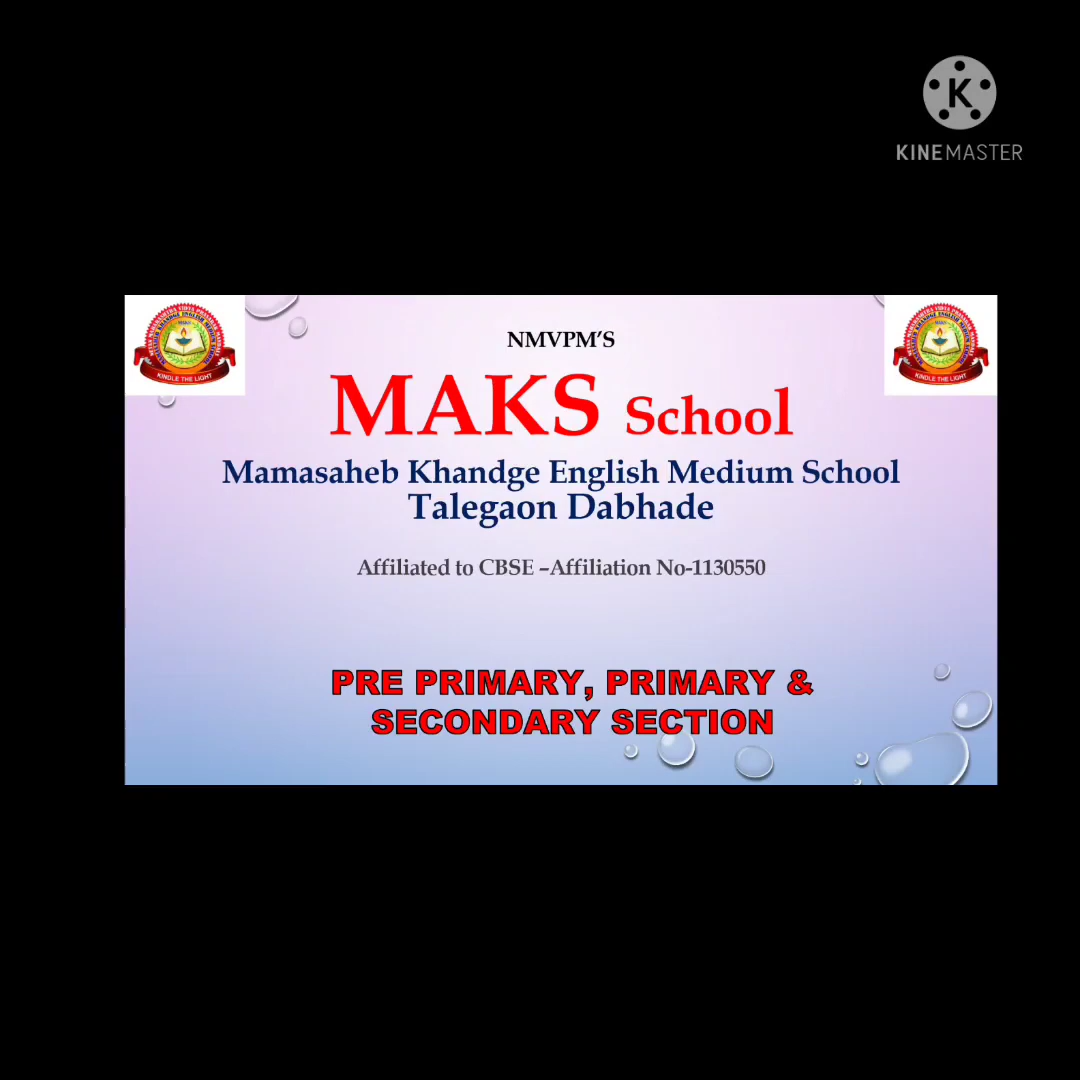 KINEMASTER
NMVPM'S
MAKS School
Mamasaheb Khandge English Medium School
Talegaon Dabhade
Affiliated to CBSE –Affiliation No-1130550
PRE PRIMARY, PRIMARY &
SECONDARY SECTION
KINDLE THE LIGHT
KINDLE THE LIGHT